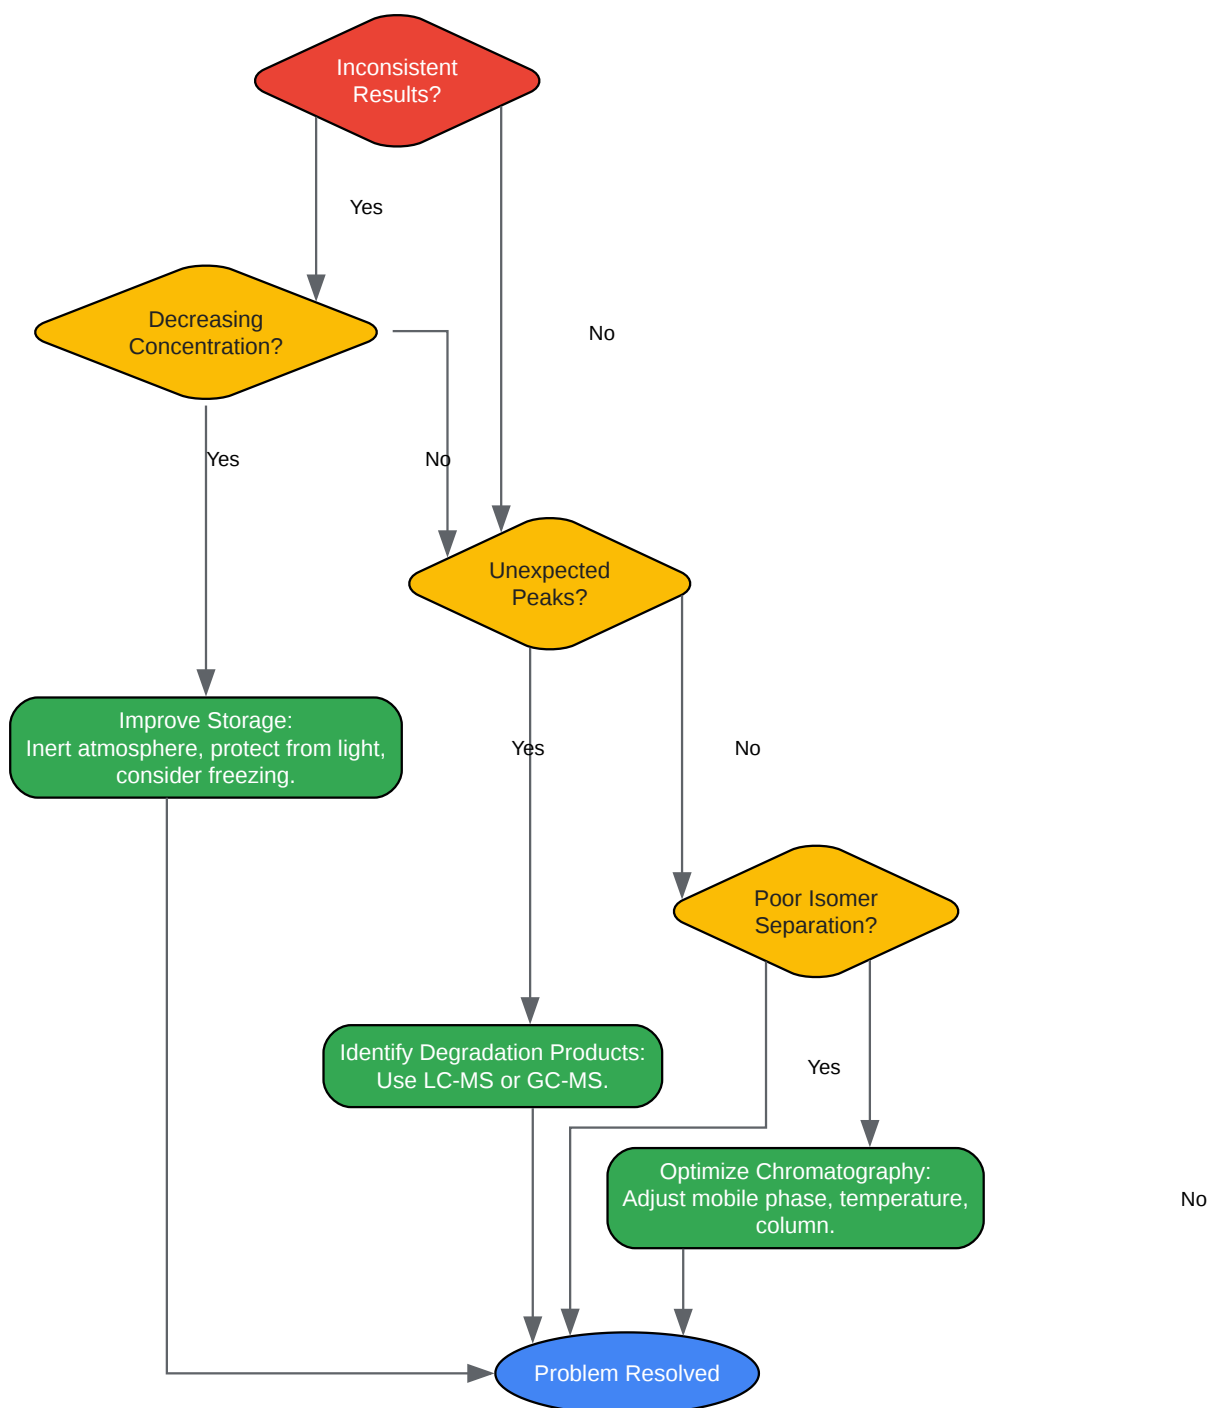 Inconsistent
Results?
Yes
Decreasing
Concentration?
No
Yes
No
Unexpected
Peaks?
Improve Storage:
Inert atmosphere, protect from light,
consider freezing.
Yes
No
Poor Isomer
Separation?
Identify Degradation Products:
Use LC-MS or GC-MS.
Yes
Optimize Chromatography:
Adjust mobile phase, temperature,
column.
No
Problem Resolved